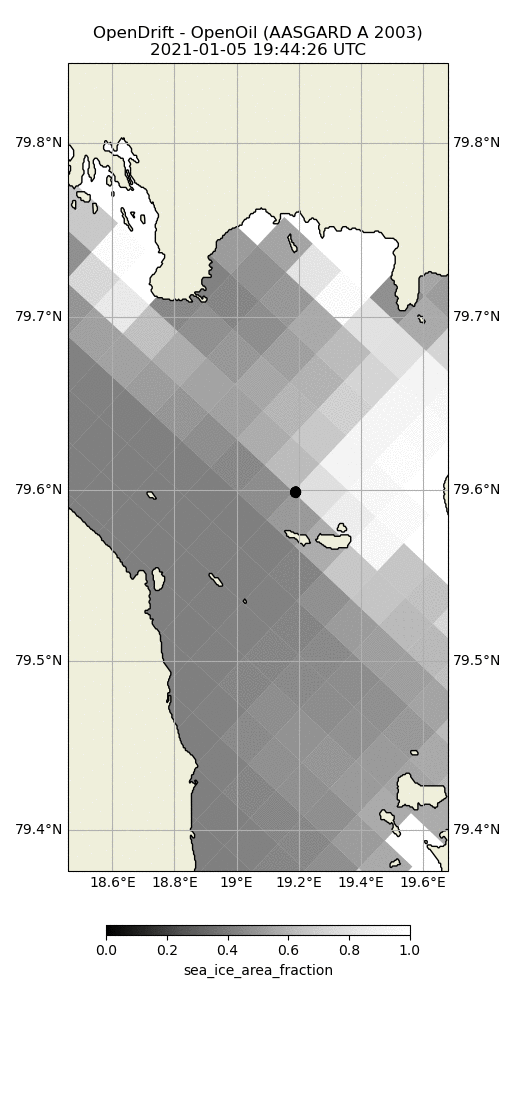 OpenDrift - OpenOil (AASGARD A 2003)
2021-01-05 19:44:26 UTC
79.8°N 79.8°N
79.7°N 79.7°N
79.6°N 79.6°N
79.5°N 79.5°N
79.4°N 79.4°N
18.6°E 18.8°E 19°E 19.2°E 19.4°E 19.6°E
0.0 0.2 0.4 0.6 0.8 1.0
sea_ice_area_fraction